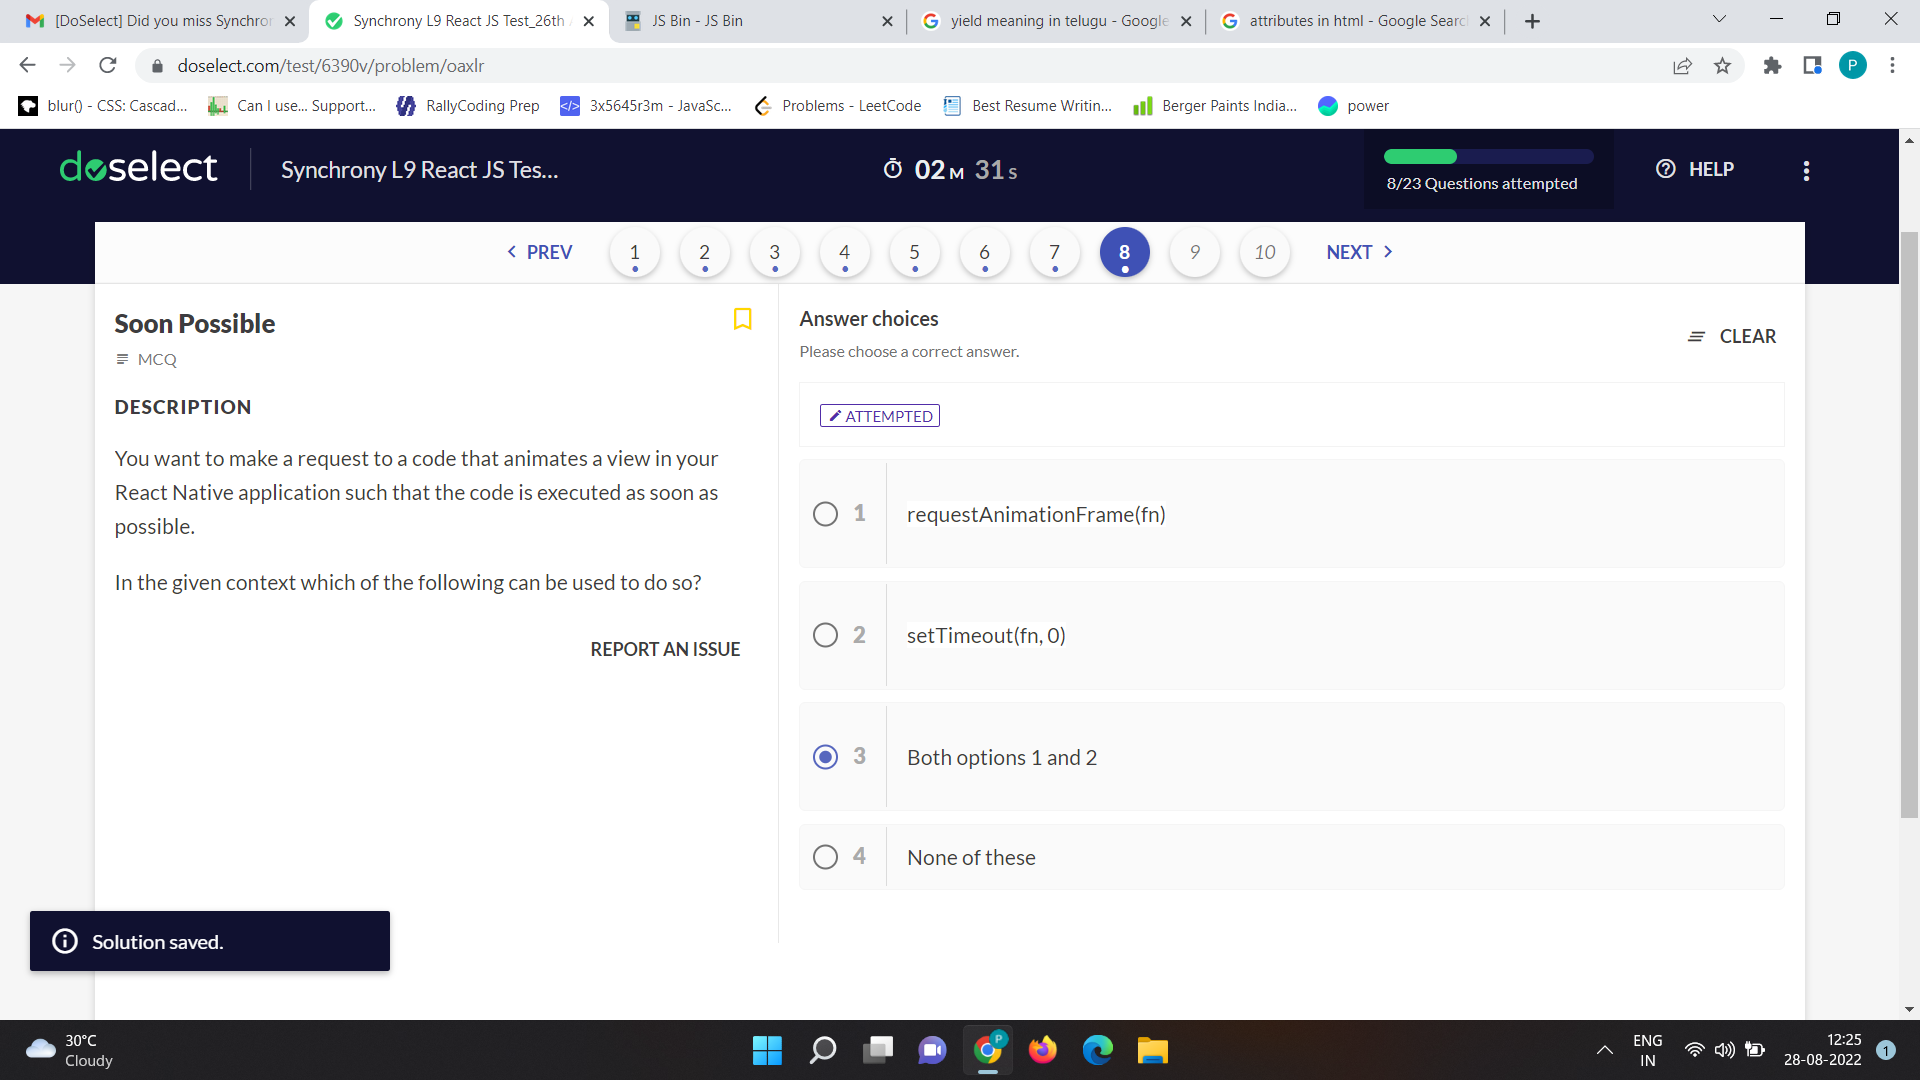 [DoSelect] Did you miss Synchron
Synchrony L9 React JS Test_26th
JS Bin - JS Bin
yield meaning in telugu - Google
attributes in html - Google Searc
doselect.com/test/6390v/problem/oaxlr
P
blur() - CSS: Cascad...
Can I use... Support...
RallyCoding Prep
3x5645r3m - JavaSc...
Problems - LeetCode
Best Resume Writin...
Berger Paints India...
power
doselect
Synchrony L9 React JS Tes...
02 M 31 S
8/23 Questions attempted
HELP
PREV
1
2
3
4
5
6
7
8
9
10
NEXT
Soon Possible
MCQ
DESCRIPTION
You want to make a request to a code that animates a view in your
React Native application such that the code is executed as soon as
possible.
In the given context which of the following can be used to do so?
REPORT AN ISSUE
Answer choices
Please choose a correct answer.
CLEAR
ATTEMPTED
1 requestAnimationFrame(fn)
2 setTimeout(fn, 0)
3 Both options 1 and 2
4 None of these
Solution saved.
30°C
Cloudy
P
ENG
IN
12:25
28-08-2022
1